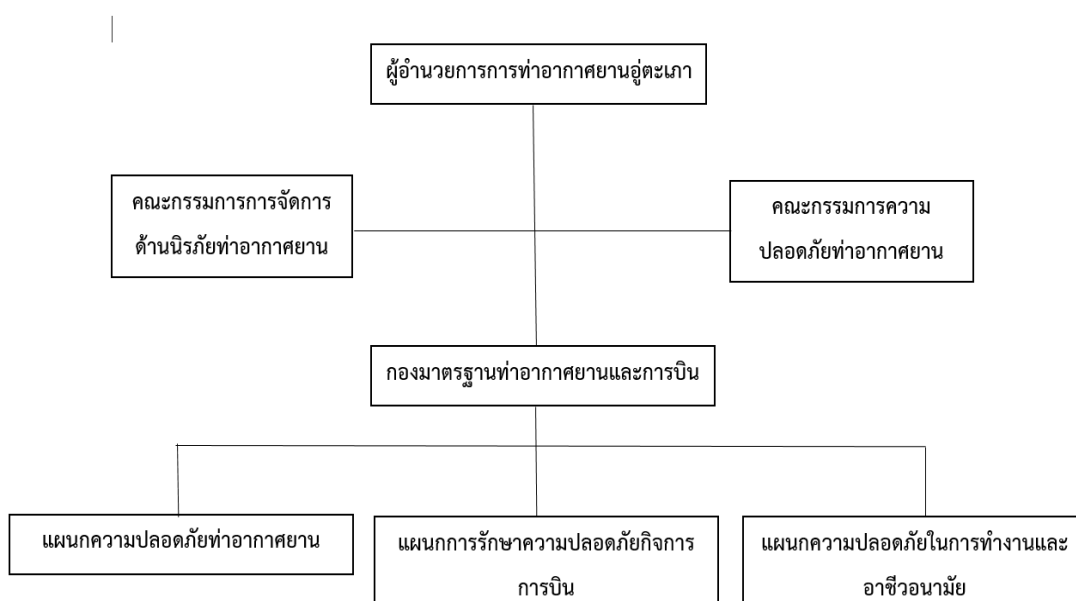 ผู้อำนวยการการท่าอากาศยานอู่ตะเภา
คณะกรรมการการจัดการ
ด้านนิรภัยท่าอากาศยาน
คณะกรรมการความ
ปลอดภัยท่าอากาศยาน
กองมาตรฐานท่าอากาศยานและการบิน
แผนกความปลอดภัยท่าอากาศยาน
แผนกการรักษาความปลอดภัยกิจการ
การบิน
แผนกความปลอดภัยในการทำงานและ
อาชีวอนามัย